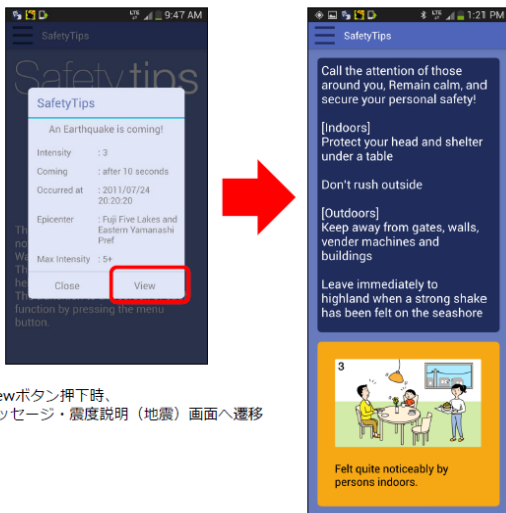 9:47 AM
SafetyTips
Safety tips
SafetyTips
An Earthquake is coming!
Intensity : 3
Coming : after 10 seconds
Occurred at : 2011/07/24
20:20:20
Epicenter : Fuji Five Lakes and
Eastern Yamanashi
Pref
Max Intensity : 5+
Close View
function by pressing the menu
button.
ewボタン押下時、
ッセージ・震度説明（地震）画面へ遷移
LTE 1:21 PM
SafetyTips
Call the attention of those
around you, Remain calm, and
secure your personal safety!
[Indoors]
Protect your head and shelter
under a table
Don't rush outside
[Outdoors]
Keep away from gates, walls,
vender machines and
buildings
Leave immediately to
highland when a strong shake
has been felt on the seashore
3
Felt quite noticeably by
persons indoors.